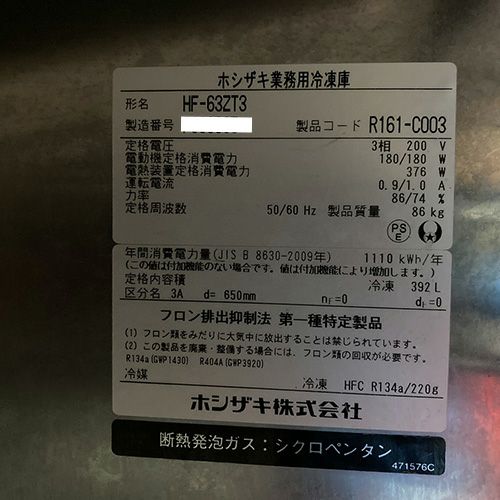 ホシザキ業務用冷凍庫
形名 HF-63ZT3
製造番号 製品コード R161-C003
定格電圧 3相 200 V
電動機定格消費電力 180/180 W
電熱装置定格消費電力 376 W
運転電流 0.9/1.0 A
力率 86/74 %
定格周波数 50/60 Hz 製品質量 86 kg
PS E
年間消費電力量(JIS B 8630-2009年) 1110 kWh/年
(この値は付加機能のない場合です。値は付加機能により増加します。)
定格内容積 冷凍 392 L
区分名 3A d= 650mm nF=0 dF=0
フロン排出抑制法 第一種特定製品
(1) フロン類をみだりに大気中に放出することは禁じられています。
(2) この製品を廃棄・整備する場合には、フロン類の回収が必要です。
R134a(GWP1430) R404A(GWP3920)
冷媒 冷凍 HFC R134a/220g
ホシザキ株式会社
断熱発泡ガス：シクロペンタン
471576C